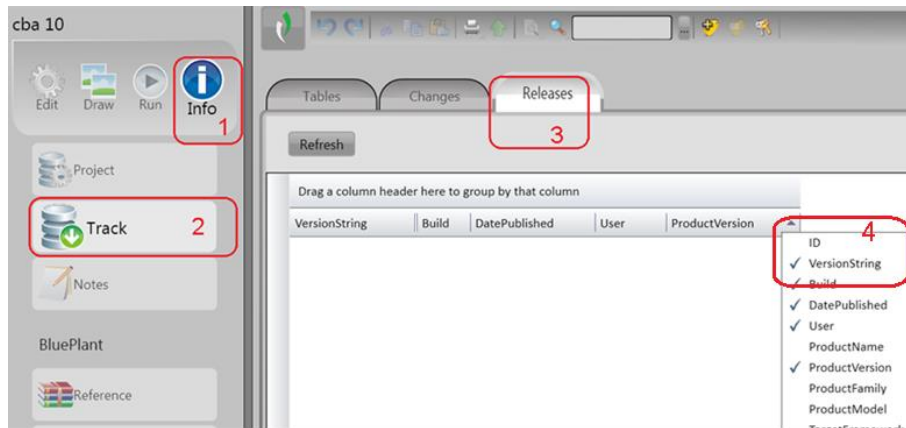 cba 10
Edit Draw Run Info
1
Project
Track 2
Notes
BluePlant
Reference
Tables Changes Releases
3
Refresh
Drag a column header here to group by that column
VersionString Build DatePublished User ProductVersion
4
ID
VersionString
Build
DatePublished
User
ProductName
ProductVersion
ProductFamily
ProductModel
TargetFramework